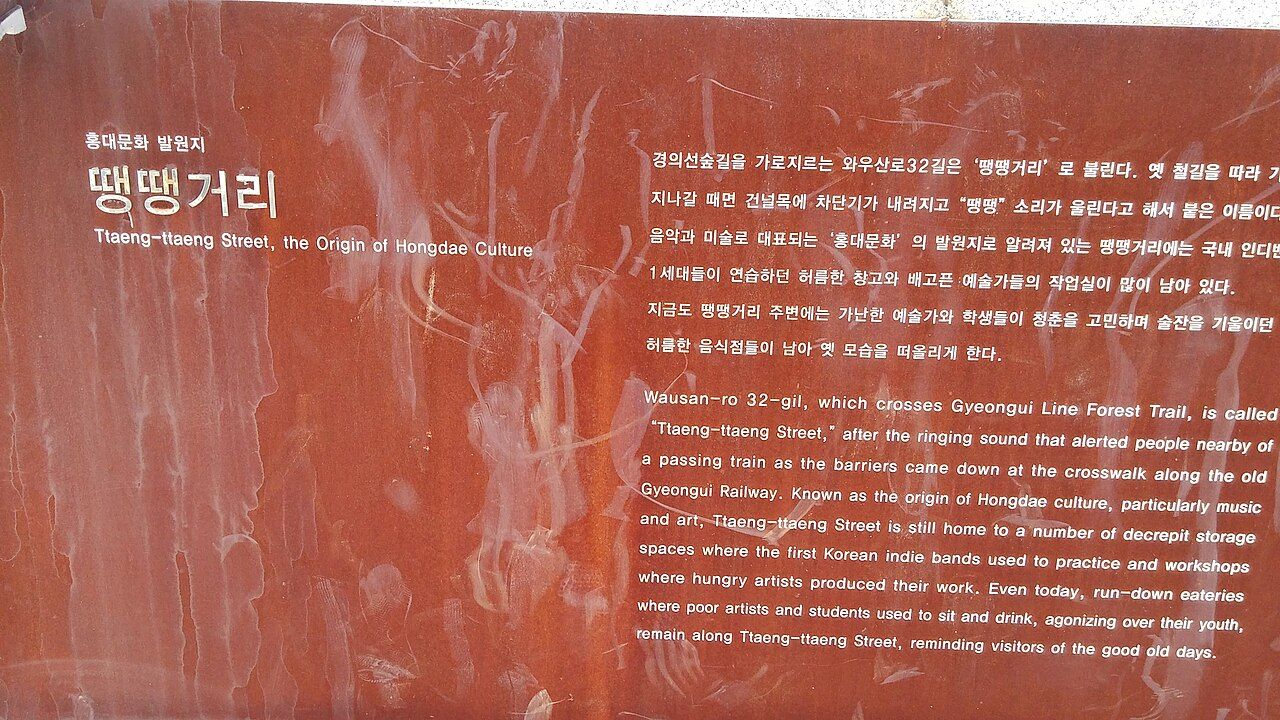 홍대문화 발원지
땡땡거리
Ttaeng-ttaeng Street, the Origin of Hongdae Culture
경의선숲길을 가로지르는 와우산로32길은 ‘땡땡거리’ 로 불린다. 옛 철길을 따라
지나갈 때면 건널목에 차단기가 내려지고 “땡땡” 소리가 울린다고 해서 붙은 이름이다
음악과 미술로 대표되는 ‘홍대문화’ 의 발원지로 알려져 있는 땡땡거리에는 국내 인디밴
1세대들이 연습하던 허름한 창고와 배고픈 예술가들의 작업실이 많이 남아 있다.
지금도 땡땡거리 주변에는 가난한 예술가와 학생들이 청춘을 고민하며 술잔을 기울이던
허름한 음식점들이 남아 옛 모습을 떠올리게 한다.
Wausan-ro 32-gil, which crosses Gyeongui Line Forest Trail, is called
“Ttaeng-ttaeng Street,” after the ringing sound that alerted people nearby of
a passing train as the barriers came down at the crosswalk along the old
Gyeongui Railway. Known as the origin of Hongdae culture, particularly music
and art, Ttaeng-ttaeng Street is still home to a number of decrepit storage
spaces where the first Korean indie bands used to practice and workshops
where hungry artists produced their work. Even today, run-down eateries
where poor artists and students used to sit and drink, agonizing over their youth,
remain along Ttaeng-ttaeng Street, reminding visitors of the good old days.